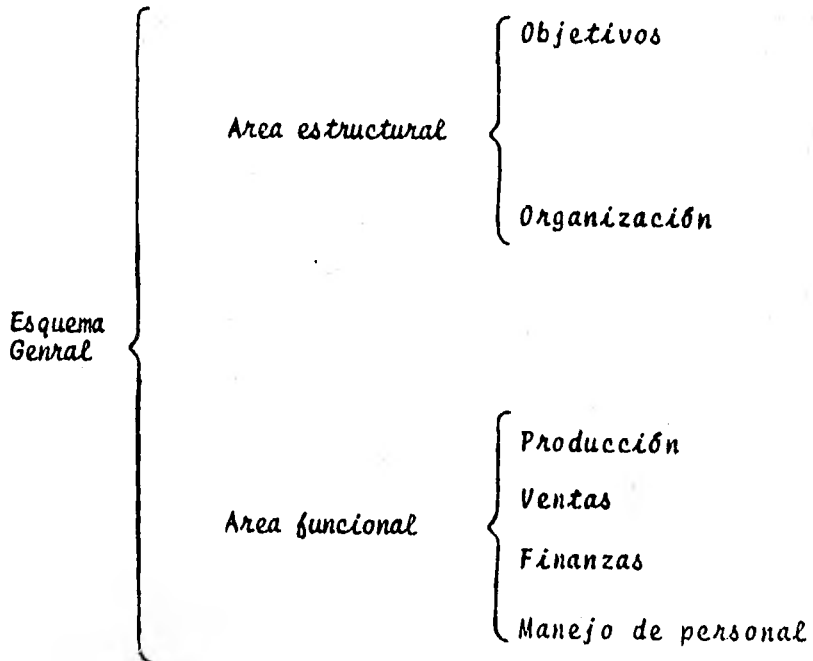 Esquema
Genral
Area estructural
Objetivos
Organización
Area funcional
Producción
Ventas
Finanzas
Manejo de personal